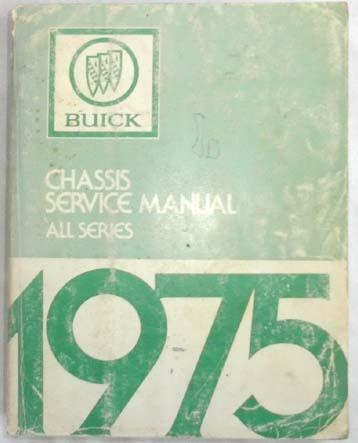 BUICK
CHASSIS
SERVICE MANUAL
ALL SERIES
1975